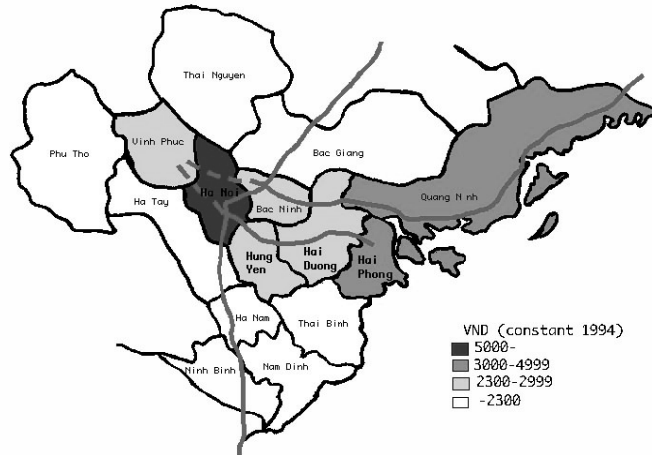 Thai Nguyen
Vinh Phuc
Phu Tho
Bac Giang
Ha Noi
Quang Ninh
Ha Tay
Bac Ninh
Hung
Yen
Hai
Duong
Hai
Phong
Ha Nam
Thai Binh
Ninh Binh
Nam Dinh
VND (constant 1994)
5000-
3000-4999
2300-2999
-2300